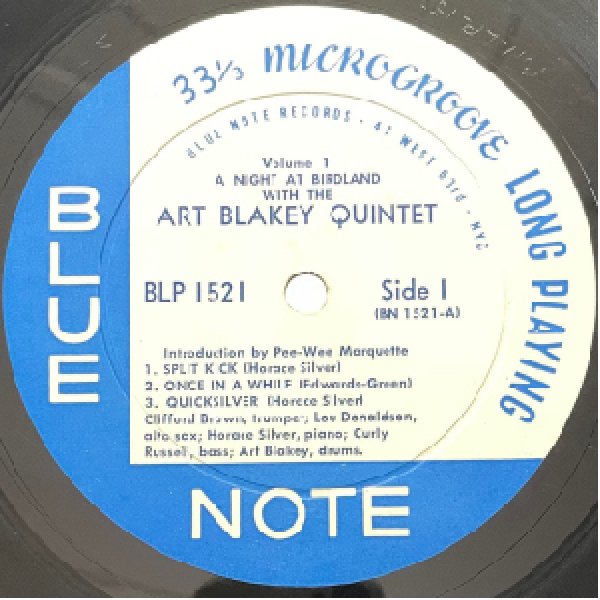 33 1/3 MICROGROOVE LONG PLAYING
BLUE NOTE RECORDS · 47 WEST 63rd · NYC
Volume 1
A NIGHT AT BIRDLAND
WITH THE
ART BLAKEY QUINTET
BLP 1521
Side 1
(BN 1521-A)
Introduction by Pee-Wee Marquette
1. SPLIT KICK (Horace Silver)
2. ONCE IN A WHILE (Edwards-Green)
3. QUICKSILVER (Horace Silver)
Clifford Brown, trumpet; Lou Donaldson,
alto sax; Horace Silver, piano; Curly
Russell, bass; Art Blakey, drums.
BLUE
NOTE